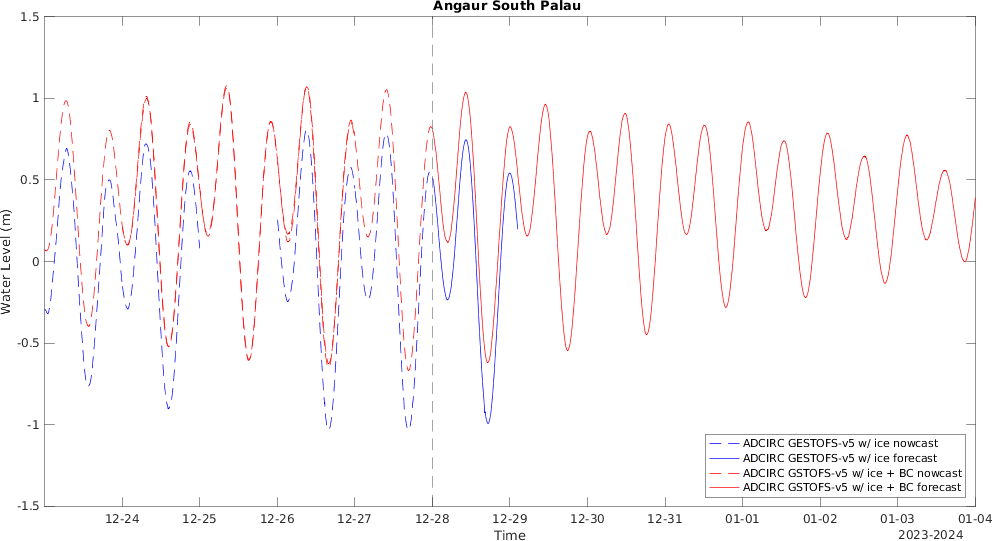 Angaur South Palau
1.5
1
0.5
0
-0.5
-1
-1.5
Water Level (m)
ADCIRC GESTOFS-v5 w/ ice nowcast
ADCIRC GESTOFS-v5 w/ ice forecast
ADCIRC GSTOFS-v5 w/ ice + BC nowcast
ADCIRC GSTOFS-v5 w/ ice + BC forecast
12-24 12-25 12-26 12-27 12-28 12-29 12-30 12-31 01-01 01-02 01-03 01-04
Time
2023-2024